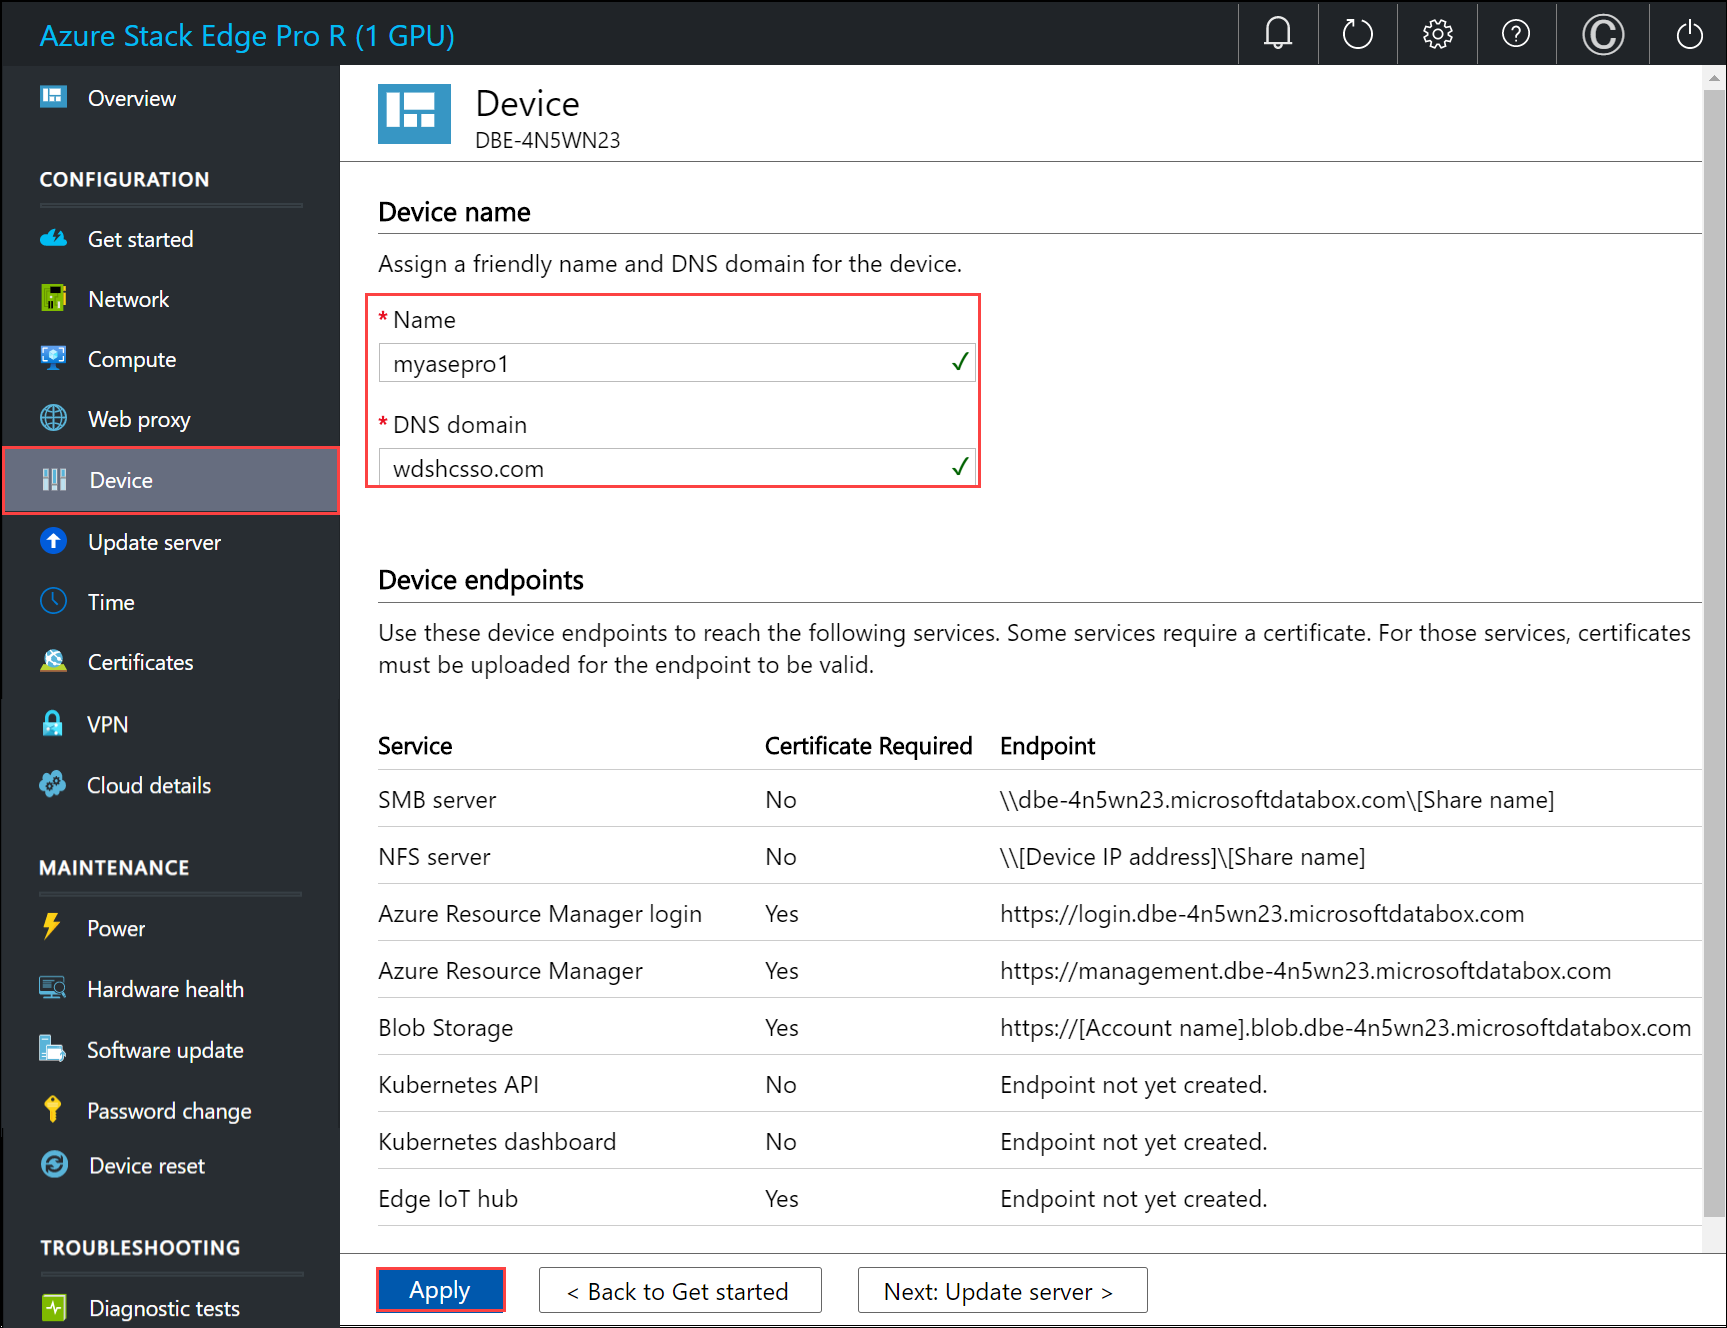 Azure Stack Edge Pro R (1 GPU)
Overview
CONFIGURATION
Get started
Network
Compute
Web proxy
Device
Update server
Time
Certificates
VPN
Cloud details
MAINTENANCE
Power
Hardware health
Software update
Password change
Device reset
TROUBLESHOOTING
Diagnostic tests
Device
DBE-4N5WN23
Device name
Assign a friendly name and DNS domain for the device.
* Name
myasepro1
* DNS domain
wdshcsso.com
Device endpoints
Use these device endpoints to reach the following services. Some services require a certificate. For those services, certificates
must be uploaded for the endpoint to be valid.
Service Certificate Required Endpoint
SMB server No \\dbe-4n5wn23.microsoftdatabox.com\[Share name]
NFS server No \\[Device IP address]\[Share name]
Azure Resource Manager login Yes https://login.dbe-4n5wn23.microsoftdatabox.com
Azure Resource Manager Yes https://management.dbe-4n5wn23.microsoftdatabox.com
Blob Storage Yes https://[Account name].blob.dbe-4n5wn23.microsoftdatabox.com
Kubernetes API No Endpoint not yet created.
Kubernetes dashboard No Endpoint not yet created.
Edge IoT hub Yes Endpoint not yet created.
Apply < Back to Get started Next: Update server >